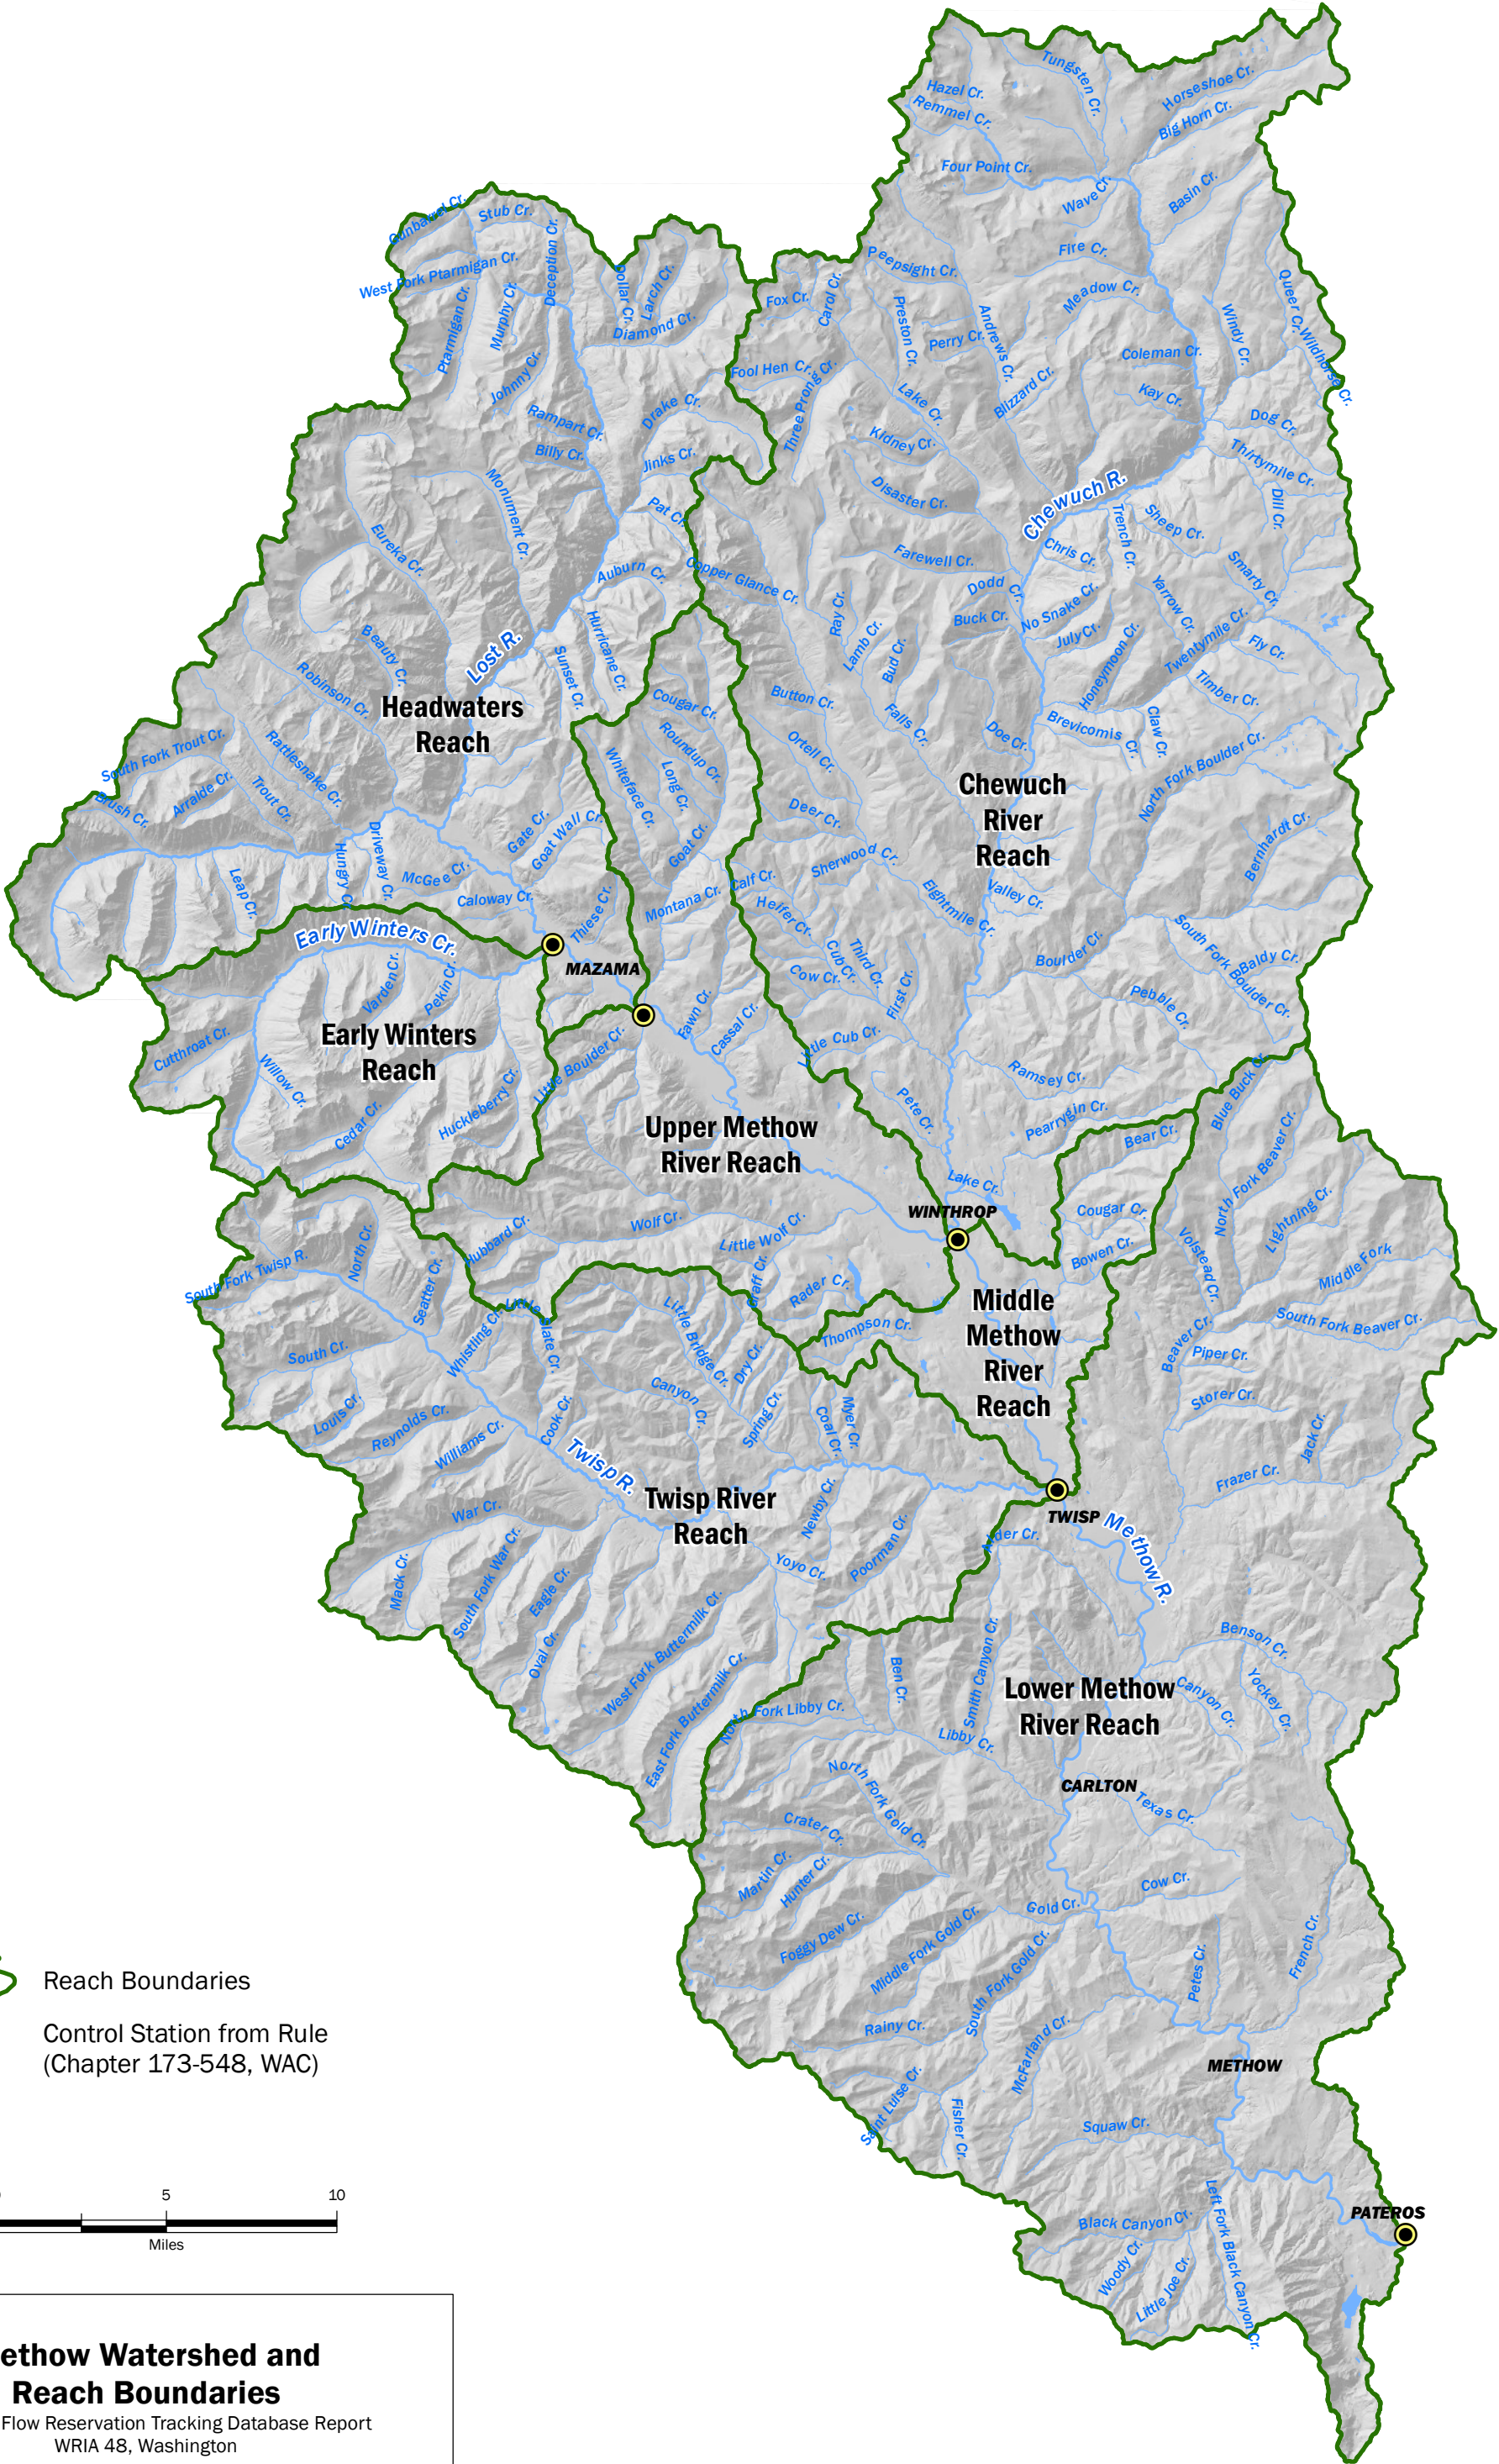 Tungsten Cr.
Horseshoe Cr.
Hazel Cr.
Remmel Cr.
Big Horn Cr.
Four Point Cr.
Wave Cr.
Basin Cr.
Gunbarrel Cr.
Stub Cr.
Deception Cr.
West Fork Ptarmigan Cr.
Ptarmigan Cr.
Murphy Cr.
Johnny Cr.
Dollar Cr.
Larch Cr.
Diamond Cr.
Fox Cr.
Carol Cr.
Peepsight Cr.
Fire Cr.
Meadow Cr.
Preston Cr.
Perry Cr.
Andrews Cr.
Queer Cr.
Windy Cr.
Wildhorse Cr.
Coleman Cr.
Blizzard Cr.
Kay Cr.
Fool Hen Cr.
Three Prong Cr.
Lake Cr.
Kidney Cr.
Disaster Cr.
Dog Cr.
Thirtymile Cr.
Dill Cr.
Rampart Cr.
Billy Cr.
Drake Cr.
Jinks Cr.
Pat Cr.
Monument Cr.
Eureka Cr.
Auburn Cr.
Hurricane Cr.
Sunset Cr.
Beauty Cr.
Robinson Cr.
Lost R.
Headwaters
Reach
Chewuch R.
Trench Cr.
Sheep Cr.
Chris Cr.
Smarty Cr.
Farewell Cr.
Dodd Cr.
Buck Cr.
No Snake Cr.
July Cr.
Honeymoon Cr.
Yarrow Cr.
Twentymile Cr.
Fly Cr.
Timber Cr.
Copper Glance Cr.
Ray Cr.
Lamb Cr.
Bud Cr.
Button Cr.
Falls Cr.
Ortell Cr.
Doe Cr.
Brevicomis Cr.
Claw Cr.
North Fork Boulder Cr.
Cougar Cr.
Roundup Cr.
Whiteface Cr.
Long Cr.
Goat Cr.
South Fork Trout Cr.
Rattlesnake Cr.
Arralde Cr.
Trout Cr.
Brush Cr.
Driveway Cr.
Hungry Cr.
Leap Cr.
McGee Cr.
Gate Cr.
Goat Wall Cr.
Caloway Cr.
Thiese Cr.
Montana Cr.
Chewuch
River
Reach
Deer Cr.
Sherwood Cr.
Calf Cr.
Heifer Cr.
Cub Cr.
Third Cr.
Cow Cr.
First Cr.
Eightmile Cr.
Valley Cr.
Bernhardt Cr.
Boulder Cr.
South Fork Boulder Cr.
Baldy Cr.
Pebble Cr.
Early Winters Cr.
MAZAMA
Varden Cr.
Pekin Cr.
Early Winters
Reach
Cutthroat Cr.
Willow Cr.
Cedar Cr.
Huckleberry Cr.
Little Boulder Cr.
Fawn Cr.
Cassal Cr.
Little Cub Cr.
Pete Cr.
Ramsey Cr.
Pearrygin Cr.
Bear Cr.
Blue Buck Cr.
North Fork Beaver Cr.
Lightning Cr.
Upper Methow
River Reach
Lake Cr.
WINTHROP
Cougar Cr.
Bowen Cr.
Volstead Cr.
Middle Fork
South Fork Beaver Cr.
Beaver Cr.
Piper Cr.
Storer Cr.
Jack Cr.
Frazer Cr.
Hubbard Cr.
Wolf Cr.
Little Wolf Cr.
Graff Cr.
Rader Cr.
Thompson Cr.
Middle
Methow
River
Reach
South Fork Twisp R.
North Cr.
Scatter Cr.
South Cr.
Louis Cr.
Reynolds Cr.
Williams Cr.
Whistling Cr.
Little Slate Cr.
Cook Cr.
Little Bridge Cr.
Dry Cr.
Canyon Cr.
Spring Cr.
Coal Cr.
Myer Cr.
Twisp R.
Twisp River
Reach
War Cr.
Mack Cr.
South Fork War Cr.
Eagle Cr.
Oval Cr.
West Fork Buttermilk Cr.
East Fork Buttermilk Cr.
Newby Cr.
Yoyo Cr.
Poorman Cr.
TWISP
Alder Cr.
Methow R.
Benson Cr.
Yockey Cr.
Canyon Cr.
Ben Cr.
Smith Canyon Cr.
Lower Methow
River Reach
North Fork Libby Cr.
Libby Cr.
CARLTON
Texas Cr.
North Fork Gold Cr.
Crater Cr.
Martin Cr.
Hunter Cr.
Foggy Dew Cr.
Middle Fork Gold Cr.
South Fork Gold Cr.
Gold Cr.
Cow Cr.
Petes Cr.
French Cr.
Rainy Cr.
McFarland Cr.
Saint Luise Cr.
Fisher Cr.
METHOW
Squaw Cr.
Black Canyon Cr.
Woody Cr.
Little Joe Cr.
Left Fork Black Canyon Cr.
PATEROS
Reach Boundaries
Control Station from Rule
(Chapter 173-548, WAC)
5 10
Miles
ethow Watershed and
Reach Boundaries
Flow Reservation Tracking Database Report
WRIA 48, Washington